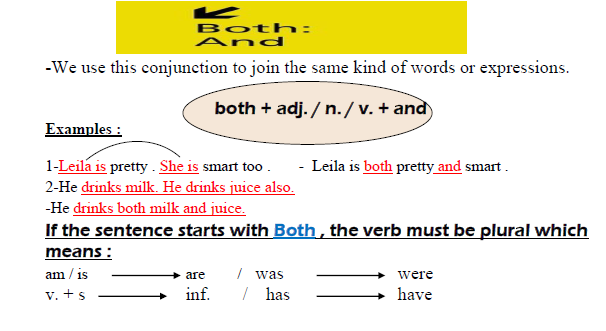 Both:
And
-We use this conjunction to join the same kind of words or expressions.
both + adj. / n. / v. + and
Examples :
1-Leila is pretty . She is smart too . - Leila is both pretty and smart .
2-He drinks milk. He drinks juice also.
-He drinks both milk and juice.
If the sentence starts with Both , the verb must be plural which
means :
am / is → are / was → were
v. + s → inf. / has → have